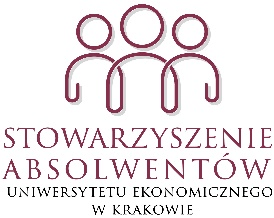 STOWARZYSZENIE
ABSOLWENTÓW
UNIWERSYTETU EKONOMICZNEGO
W KRAKOWIE